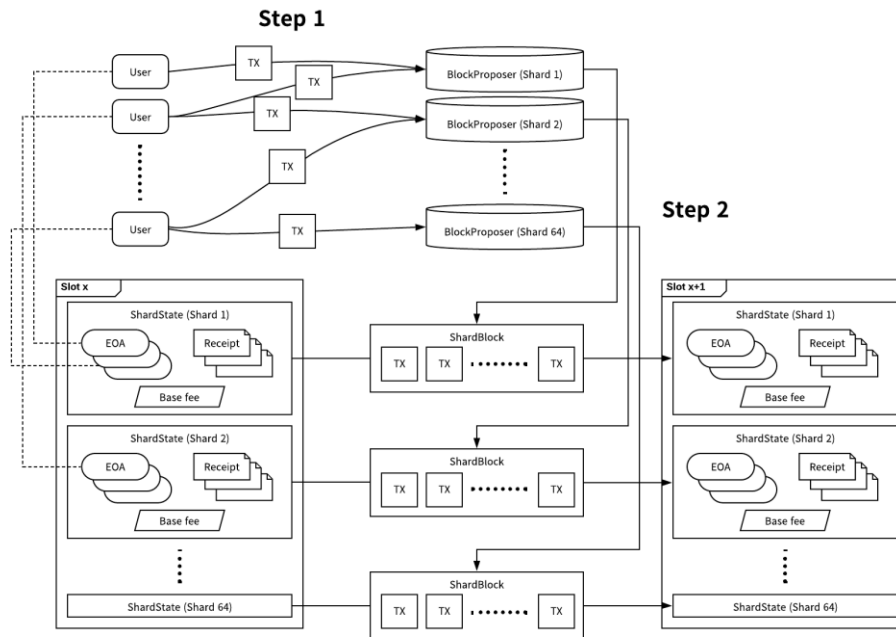 Step 1
User
TX
BlockProposer (Shard 1)
TX
User
TX
BlockProposer (Shard 2)
TX
User
TX
BlockProposer (Shard 64)
Step 2
Slot x
ShardState (Shard 1)
EOA
Receipt
Base fee
ShardState (Shard 2)
EOA
Receipt
Base fee
ShardState (Shard 64)
ShardBlock
TX TX TX
ShardBlock
TX TX TX
ShardBlock
TX TX TX
Slot x+1
ShardState (Shard 1)
EOA
Receipt
Base fee
ShardState (Shard 2)
EOA
Receipt
Base fee
ShardState (Shard 64)